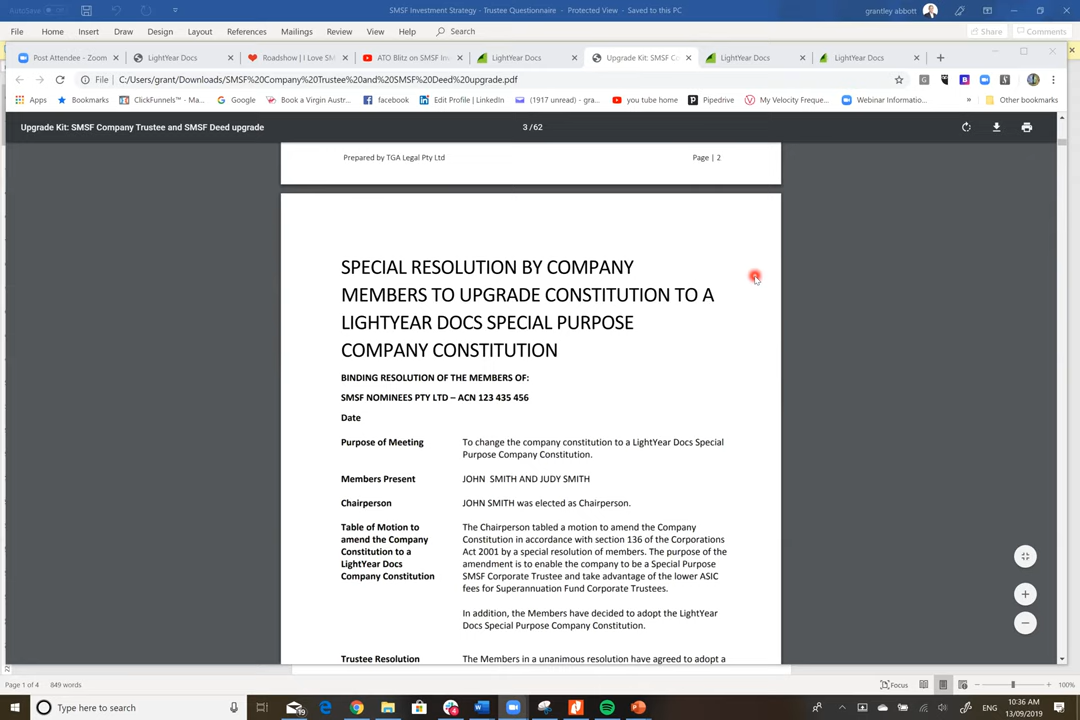 AutoSave
SMSF Investment Strategy - Trustee Questionnaire - Protected View - Saved to this PC
grantley abbott
File Home Insert Draw Design Layout References Mailings Review View Help Search
Share Comments
Post Attendee - Zoom
LightYear Docs
Roadshow | I Love SM
ATO Blitz on SMSF Inv
LightYear Docs
Upgrade Kit: SMSF Co
LightYear Docs
LightYear Docs
File C:/Users/grant/Downloads/SMSF%20Company%20Trustee%20and%20SMSF%20Deed%20upgrade.pdf
Apps Bookmarks ClickFunnels™ - Ma... Google Book a Virgin Austr... facebook Edit Profile | LinkedIn (1917 unread) - gra... you tube home Pipedrive My Velocity Freque... Webinar Informatio... » Other bookmarks
Upgrade Kit: SMSF Company Trustee and SMSF Deed upgrade
3 / 62
Prepared by TGA Legal Pty Ltd Page | 2
SPECIAL RESOLUTION BY COMPANY
MEMBERS TO UPGRADE CONSTITUTION TO A
LIGHTYEAR DOCS SPECIAL PURPOSE
COMPANY CONSTITUTION
BINDING RESOLUTION OF THE MEMBERS OF:
SMSF NOMINEES PTY LTD – ACN 123 435 456
Date
Purpose of Meeting To change the company constitution to a LightYear Docs Special
Purpose Company Constitution.
Members Present JOHN SMITH AND JUDY SMITH
Chairperson JOHN SMITH was elected as Chairperson.
Table of Motion to The Chairperson tabled a motion to amend the Company
amend the Company Constitution in accordance with section 136 of the Corporations
Constitution to a Act 2001 by a special resolution of members. The purpose of the
LightYear Docs amendment is to enable the company to be a Special Purpose
Company Constitution SMSF Corporate Trustee and take advantage of the lower ASIC
fees for Superannuation Fund Corporate Trustees.
In addition, the Members have decided to adopt the LightYear
Docs Special Purpose Company Constitution.
Trustee Resolution The Members in a unanimous resolution have agreed to adopt a
Page 1 of 4 849 words
Focus
100%
Type here to search
ENG
10:36 AM
13/09/2019